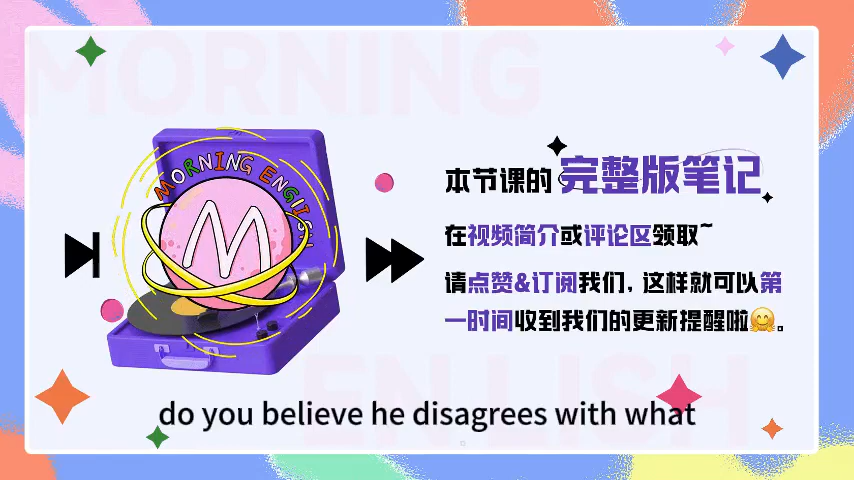 MORNING
MORNING ENGLISH
M
本节课的 完整版笔记
在视频简介或评论区领取~
请点赞&订阅我们，这样就可以第
一时间收到我们的更新提醒啦🤗。
EN LISH
do you believe he disagrees with what